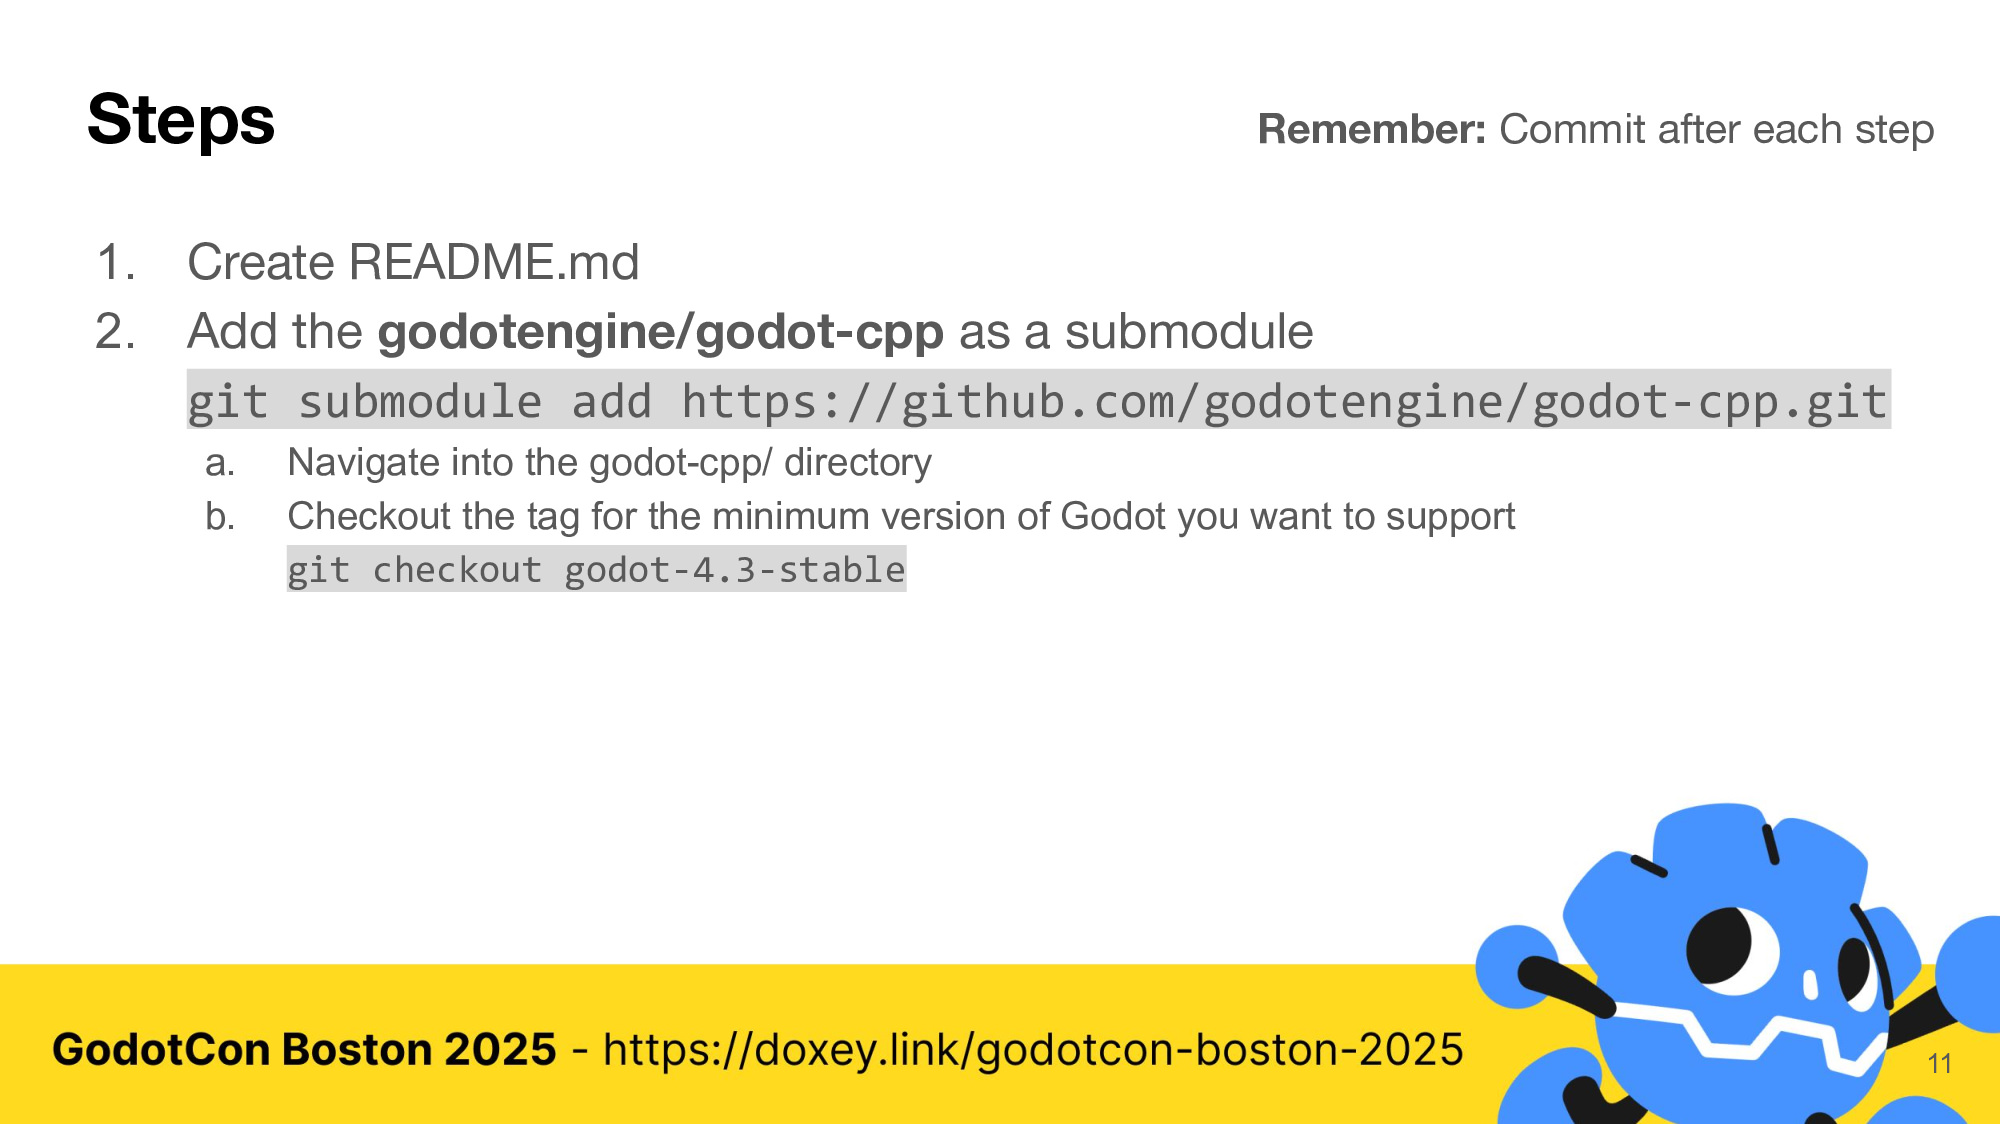 Steps
Remember: Commit after each step
1. Create README.md
2. Add the godotengine/godot-cpp as a submodule
git submodule add https://github.com/godotengine/godot-cpp.git
a. Navigate into the godot-cpp/ directory
b. Checkout the tag for the minimum version of Godot you want to support
git checkout godot-4.3-stable
GodotCon Boston 2025 - https://doxey.link/godotcon-boston-2025
11